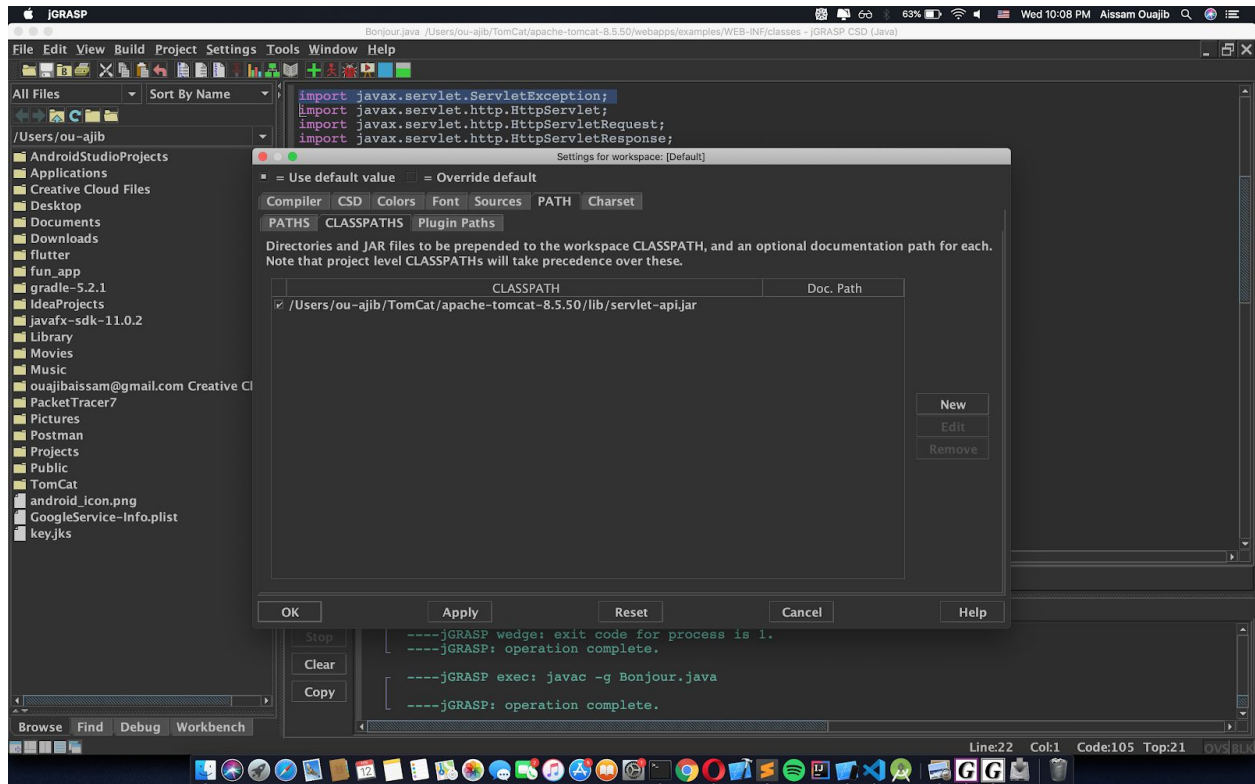 jGRASP
63% Wed 10:08 PM Aissam Ouajib
Bonjour.java /Users/ou-ajib/TomCat/apache-tomcat-8.5.50/webapps/examples/WEB-INF/classes - jGRASP CSD (Java)
File Edit View Build Project Settings Tools Window Help
All Files Sort By Name
/Users/ou-ajib
AndroidStudioProjects
Applications
Creative Cloud Files
Desktop
Documents
Downloads
flutter
fun_app
gradle-5.2.1
IdeaProjects
javafx-sdk-11.0.2
Library
Movies
Music
ouajibaissam@gmail.com Creative Cl
PacketTracer7
Pictures
Postman
Projects
Public
TomCat
android_icon.png
GoogleService-Info.plist
key.jks
Browse Find Debug Workbench
import javax.servlet.ServletException;
import javax.servlet.http.HttpServlet;
import javax.servlet.http.HttpServletRequest;
import javax.servlet.http.HttpServletResponse;
Settings for workspace: [Default]
= Use default value = Override default
Compiler CSD Colors Font Sources PATH Charset
PATHS CLASSPATHS Plugin Paths
Directories and JAR files to be prepended to the workspace CLASSPATH, and an optional documentation path for each.
Note that project level CLASSPATHs will take precedence over these.
CLASSPATH Doc. Path
/Users/ou-ajib/TomCat/apache-tomcat-8.5.50/lib/servlet-api.jar
New
Edit
Remove
OK Apply Reset Cancel Help
Stop
Clear
Copy
----jGRASP wedge: exit code for process is 1.
----jGRASP: operation complete.
----jGRASP exec: javac -g Bonjour.java
----jGRASP: operation complete.
Line:22 Col:1 Code:105 Top:21 OVS BLK